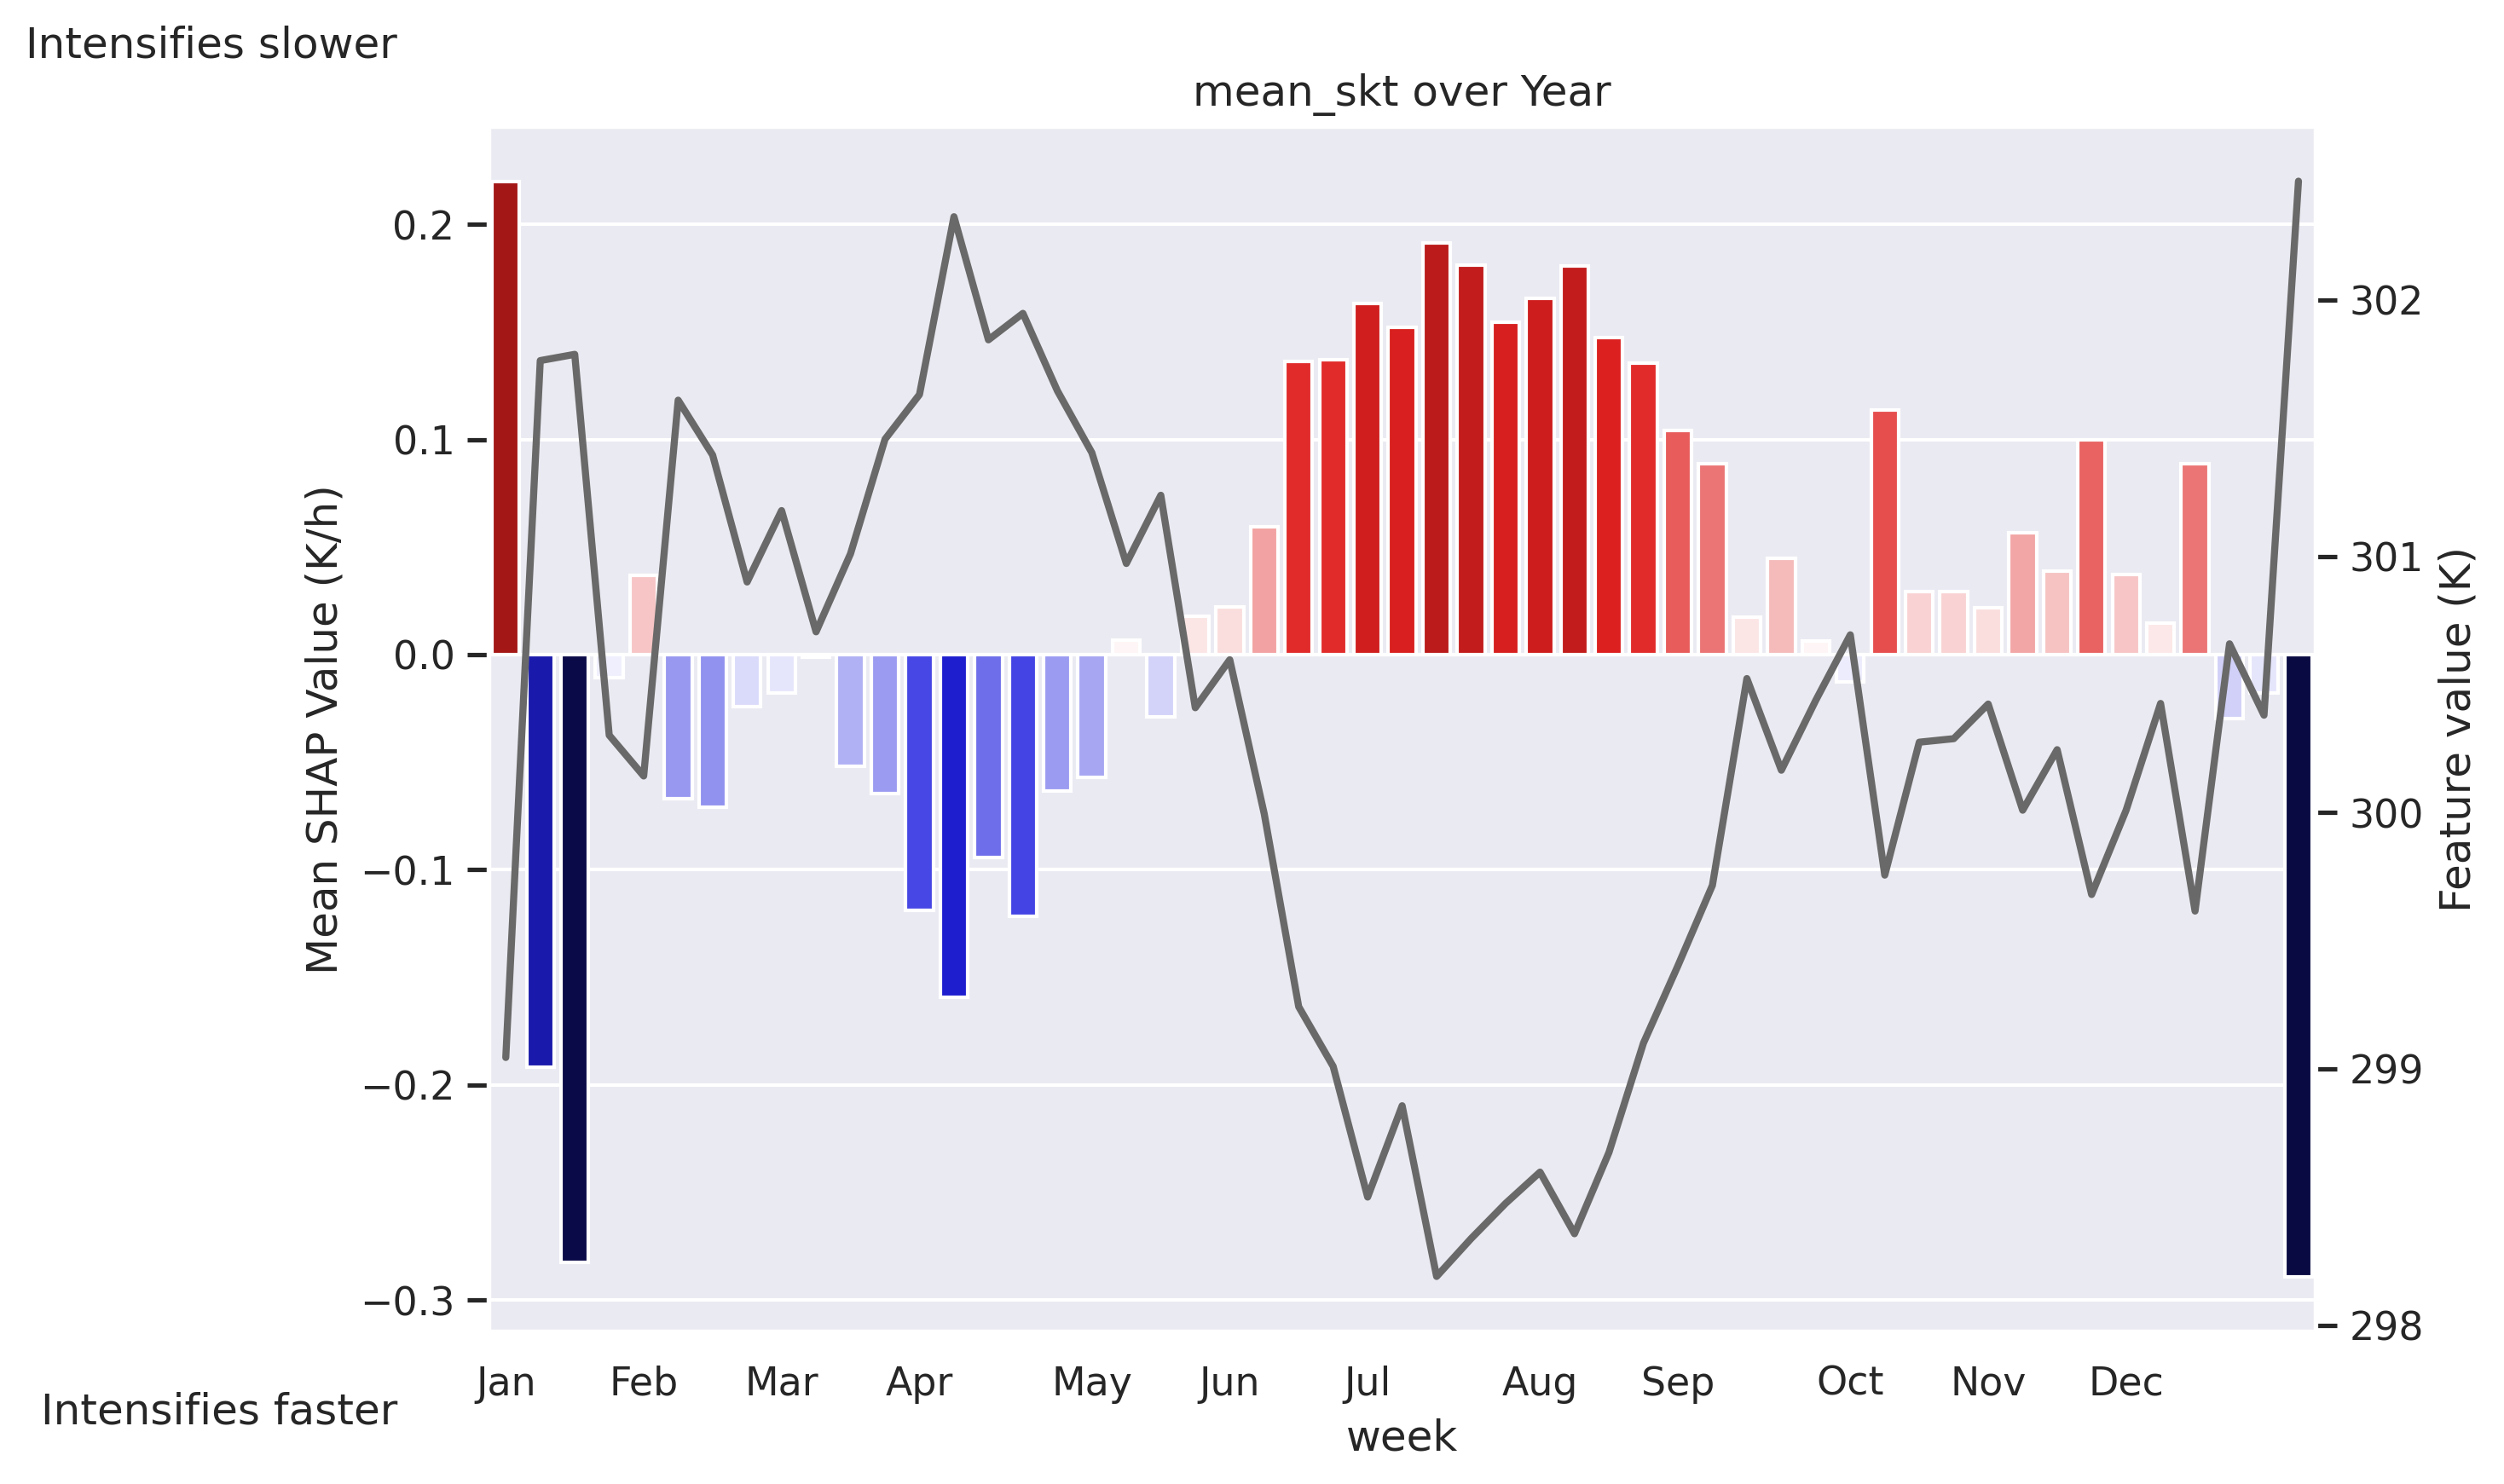 Intensifies slower
mean_skt over Year
Mean SHAP Value (K/h)
0.2
0.1
0.0
−0.1
−0.2
−0.3
302
301
300
299
298
Feature value (K)
Jan Feb Mar Apr May Jun Jul Aug Sep Oct Nov Dec
Intensifies faster
week